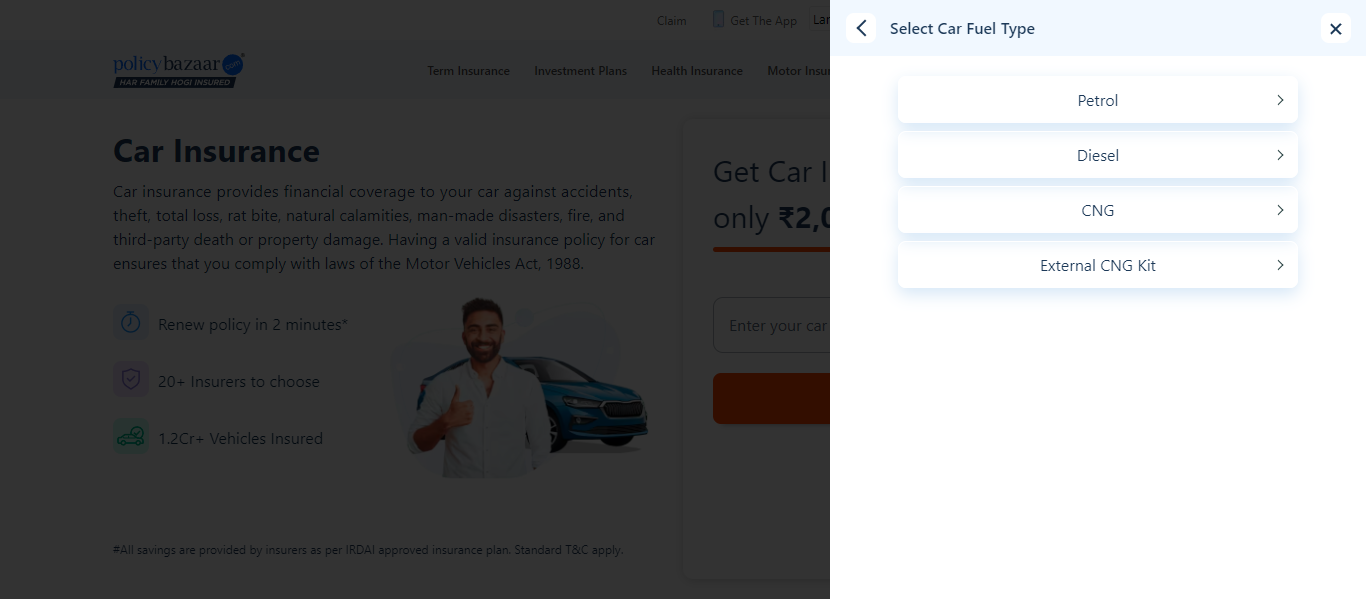 Claim
Get The App
Lan
policybazaar.com
HAR FAMILY HOGI INSURED
Term Insurance
Investment Plans
Health Insurance
Motor Insur
Car Insurance
Car insurance provides financial coverage to your car against accidents,
theft, total loss, rat bite, natural calamities, man-made disasters, fire, and
third-party death or property damage. Having a valid insurance policy for car
ensures that you comply with laws of the Motor Vehicles Act, 1988.
Renew policy in 2 minutes*
20+ Insurers to choose
1.2Cr+ Vehicles Insured
#All savings are provided by insurers as per IRDAI approved insurance plan. Standard T&C apply.
Get Car I
only ₹2,0
Enter your car
Select Car Fuel Type
Petrol
Diesel
CNG
External CNG Kit